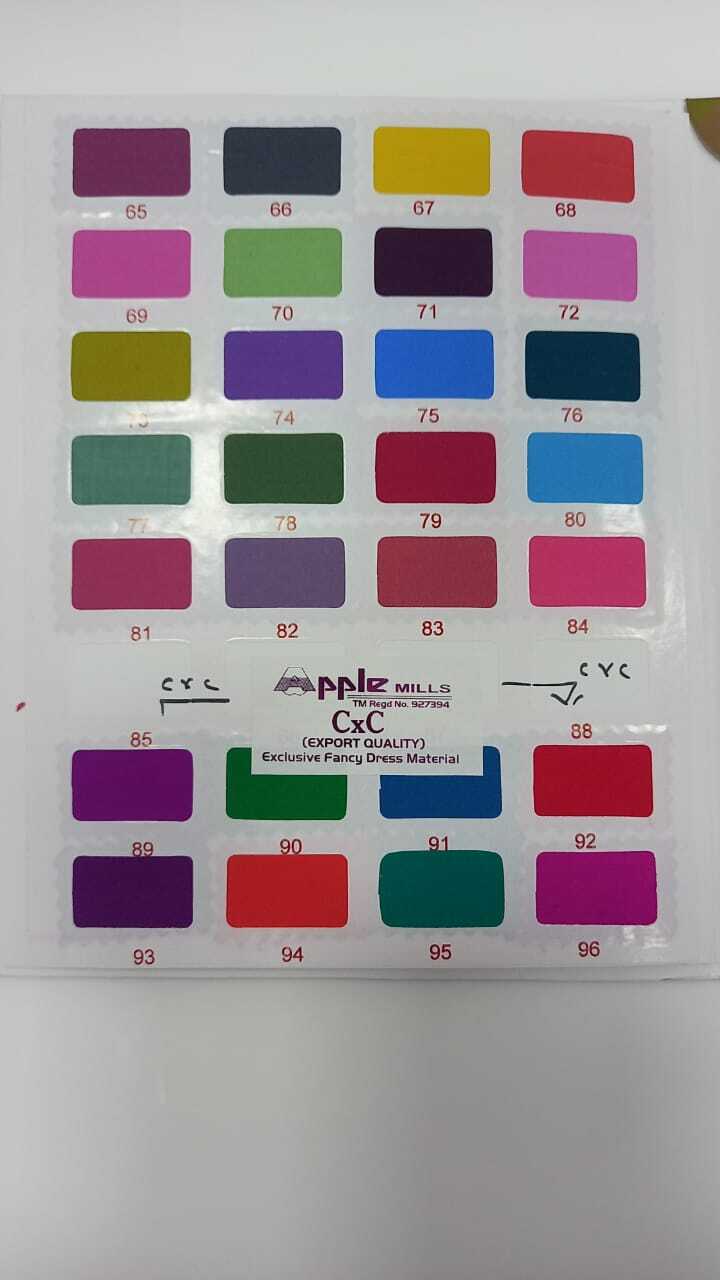 65 66 67 68
69 70 71 72
73 74 75 76
77 78 79 80
81 82 83 84
CXC
CXC
Apple MILLS
TM Regd No. 927394
CxC
(EXPORT QUALITY)
Exclusive Fancy Dress Material
85 88
89 90 91 92
93 94 95 96